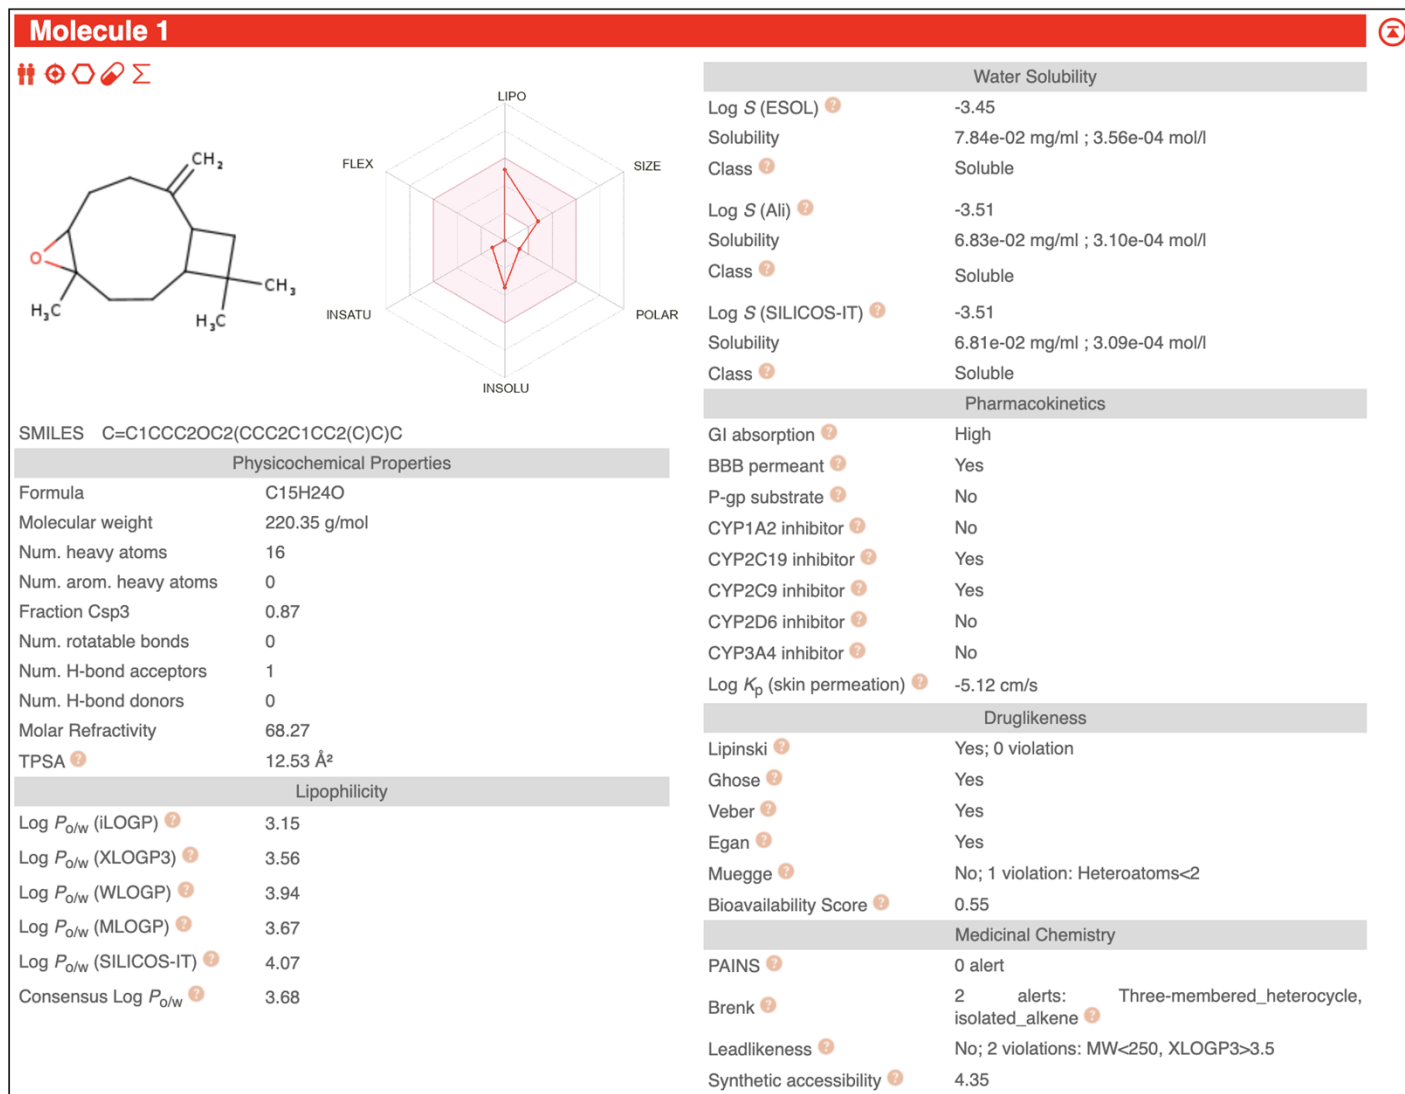 Molecule 1
CH₂
O
H₃C
H₃C
CH₃
LIPO
SIZE
POLAR
INSOLU
INSATU
FLEX
SMILES C=C1CCC2OC2(CCC2C1CC2(C)C)C
Physicochemical Properties
Formula C15H24O
Molecular weight 220.35 g/mol
Num. heavy atoms 16
Num. arom. heavy atoms 0
Fraction Csp3 0.87
Num. rotatable bonds 0
Num. H-bond acceptors 1
Num. H-bond donors 0
Molar Refractivity 68.27
TPSA ? 12.53 Å²
Lipophilicity
Log Po/w (iLOGP) ? 3.15
Log Po/w (XLOGP3) ? 3.56
Log Po/w (WLOGP) ? 3.94
Log Po/w (MLOGP) ? 3.67
Log Po/w (SILICOS-IT) ? 4.07
Consensus Log Po/w ? 3.68
Water Solubility
Log S (ESOL) ? -3.45
Solubility 7.84e-02 mg/ml ; 3.56e-04 mol/l
Class ? Soluble
Log S (Ali) ? -3.51
Solubility 6.83e-02 mg/ml ; 3.10e-04 mol/l
Class ? Soluble
Log S (SILICOS-IT) ? -3.51
Solubility 6.81e-02 mg/ml ; 3.09e-04 mol/l
Class ? Soluble
Pharmacokinetics
GI absorption ? High
BBB permeant ? Yes
P-gp substrate ? No
CYP1A2 inhibitor ? No
CYP2C19 inhibitor ? Yes
CYP2C9 inhibitor ? Yes
CYP2D6 inhibitor ? No
CYP3A4 inhibitor ? No
Log Kp (skin permeation) ? -5.12 cm/s
Druglikeness
Lipinski ? Yes; 0 violation
Ghose ? Yes
Veber ? Yes
Egan ? Yes
Muegge ? No; 1 violation: Heteroatoms<2
Bioavailability Score ? 0.55
Medicinal Chemistry
PAINS ? 0 alert
Brenk ? 2 alerts: Three-membered_heterocycle,
isolated_alkene ?
Leadlikeness ? No; 2 violations: MW<250, XLOGP3>3.5
Synthetic accessibility ? 4.35